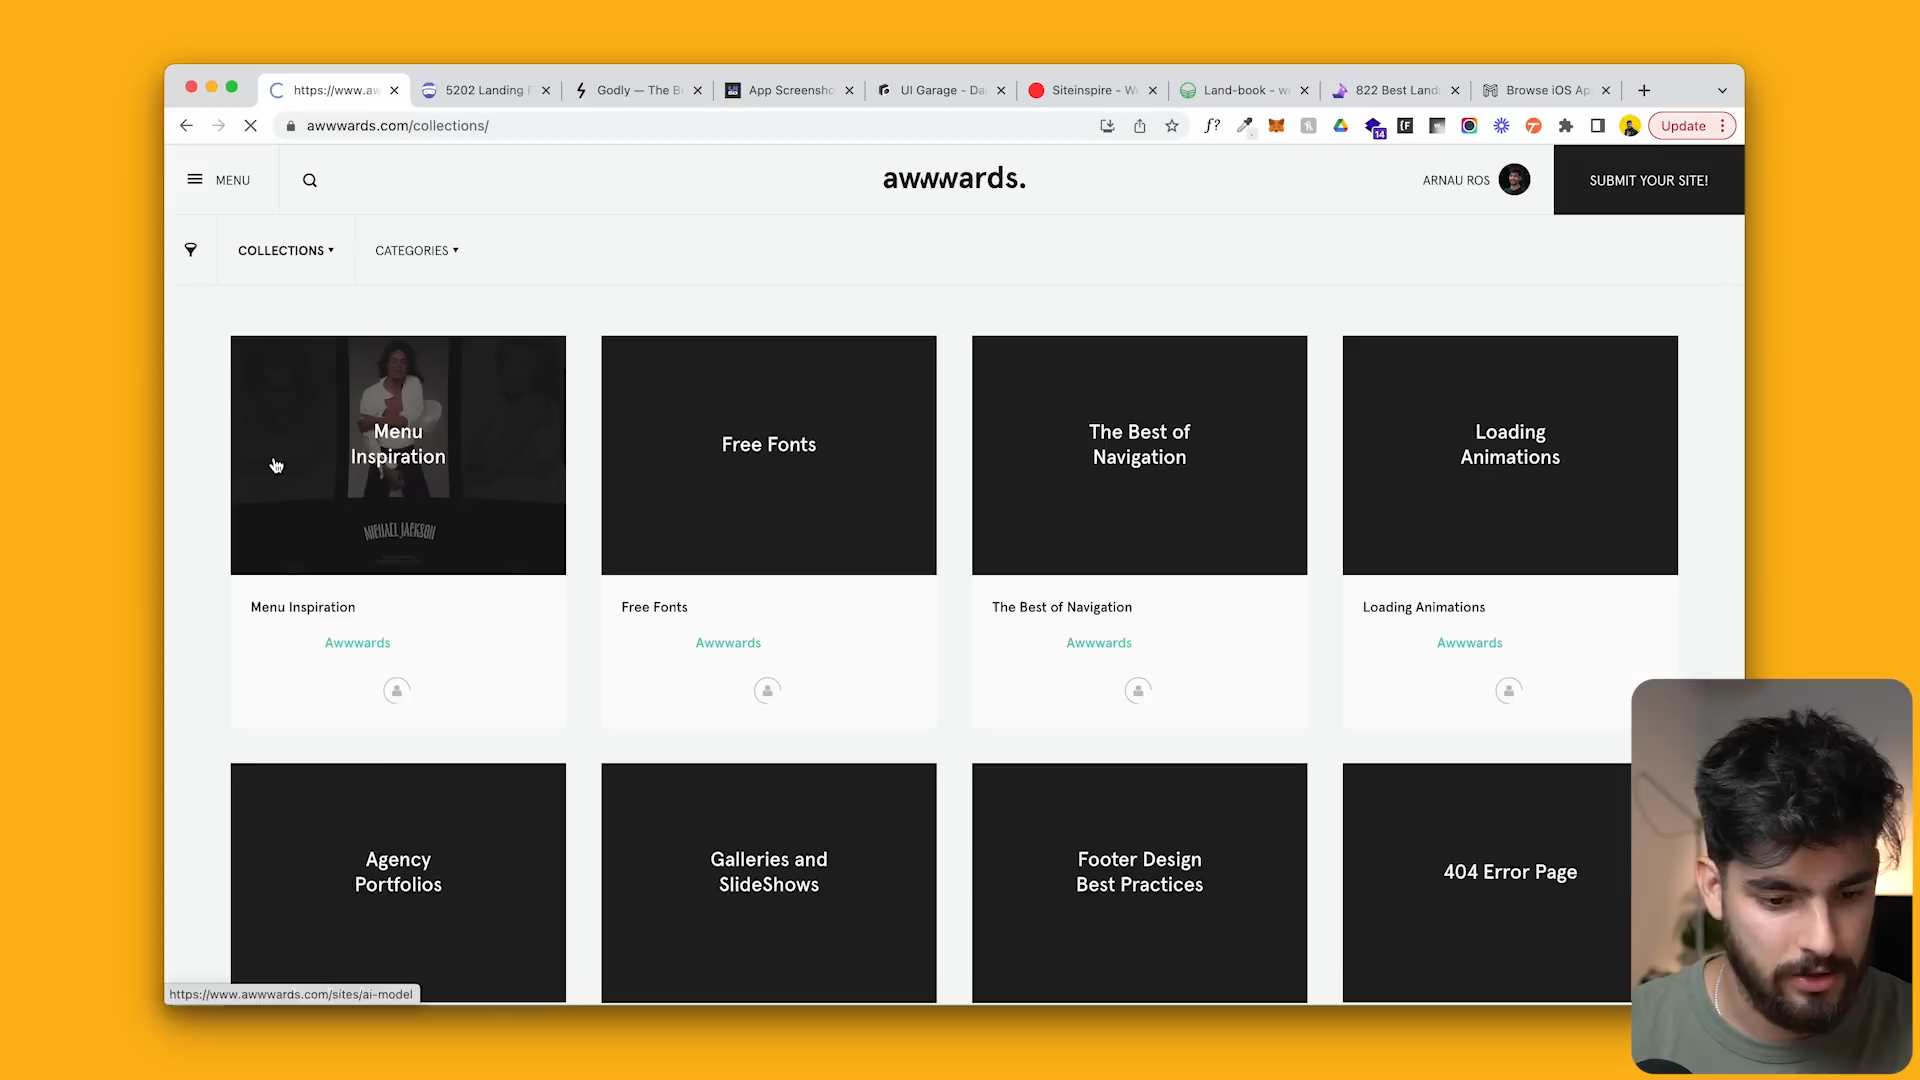 https://www.aw
5202 Landing
Godly — The B
App Screensho
UI Garage - Da
Siteinspire - W
Land-book - w
822 Best Land
Browse iOS Ap
awwwards.com/collections/
f?
14
Update
MENU
awwwards.
ARNAU ROS
SUBMIT YOUR SITE!
COLLECTIONS
CATEGORIES
Menu
Inspiration
MICHAEL JACKSON
Free Fonts
The Best of
Navigation
Loading
Animations
Menu Inspiration
Free Fonts
The Best of Navigation
Loading Animations
Awwwards
Awwwards
Awwwards
Awwwards
Agency
Portfolios
Galleries and
SlideShows
Footer Design
Best Practices
404 Error Page
https://www.awwwards.com/sites/ai-model